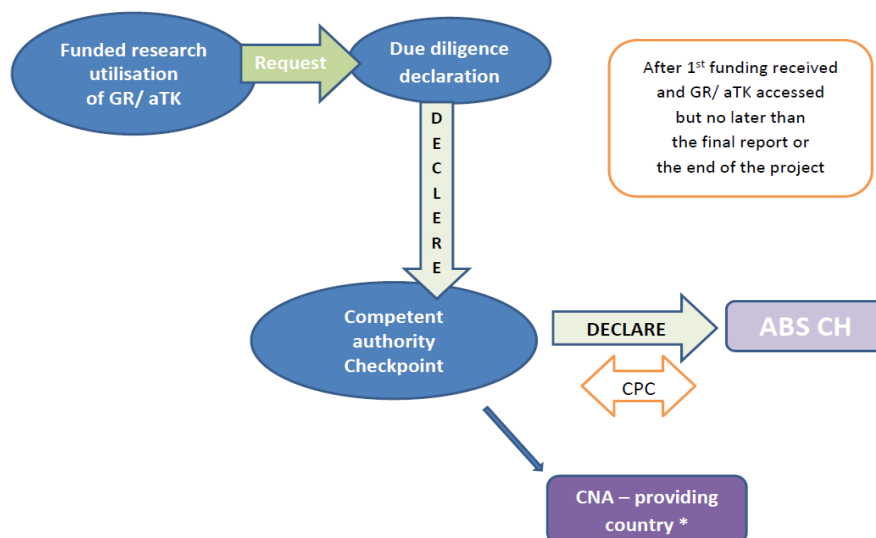 Funded research
utilisation
of GR/ aTK
Request
Due diligence
declaration
After 1st funding received
and GR/ aTK accessed
but no later than
the final report or
the end of the project
D
E
C
L
E
R
E
Competent
authority
Checkpoint
DECLARE
ABS CH
CPC
CNA – providing
country *